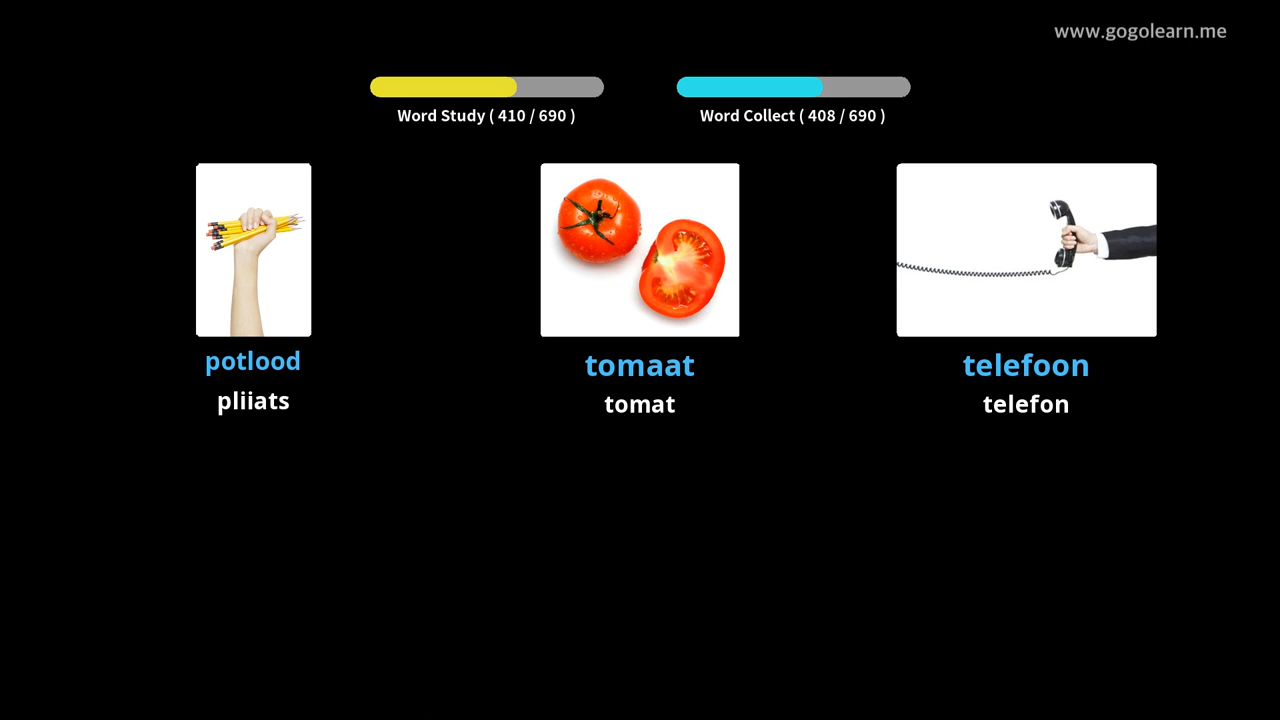 www.gogolearn.me
Word Study ( 410 / 690 )
Word Collect ( 408 / 690 )
potlood
pliiats
tomaat
tomat
telefoon
telefon